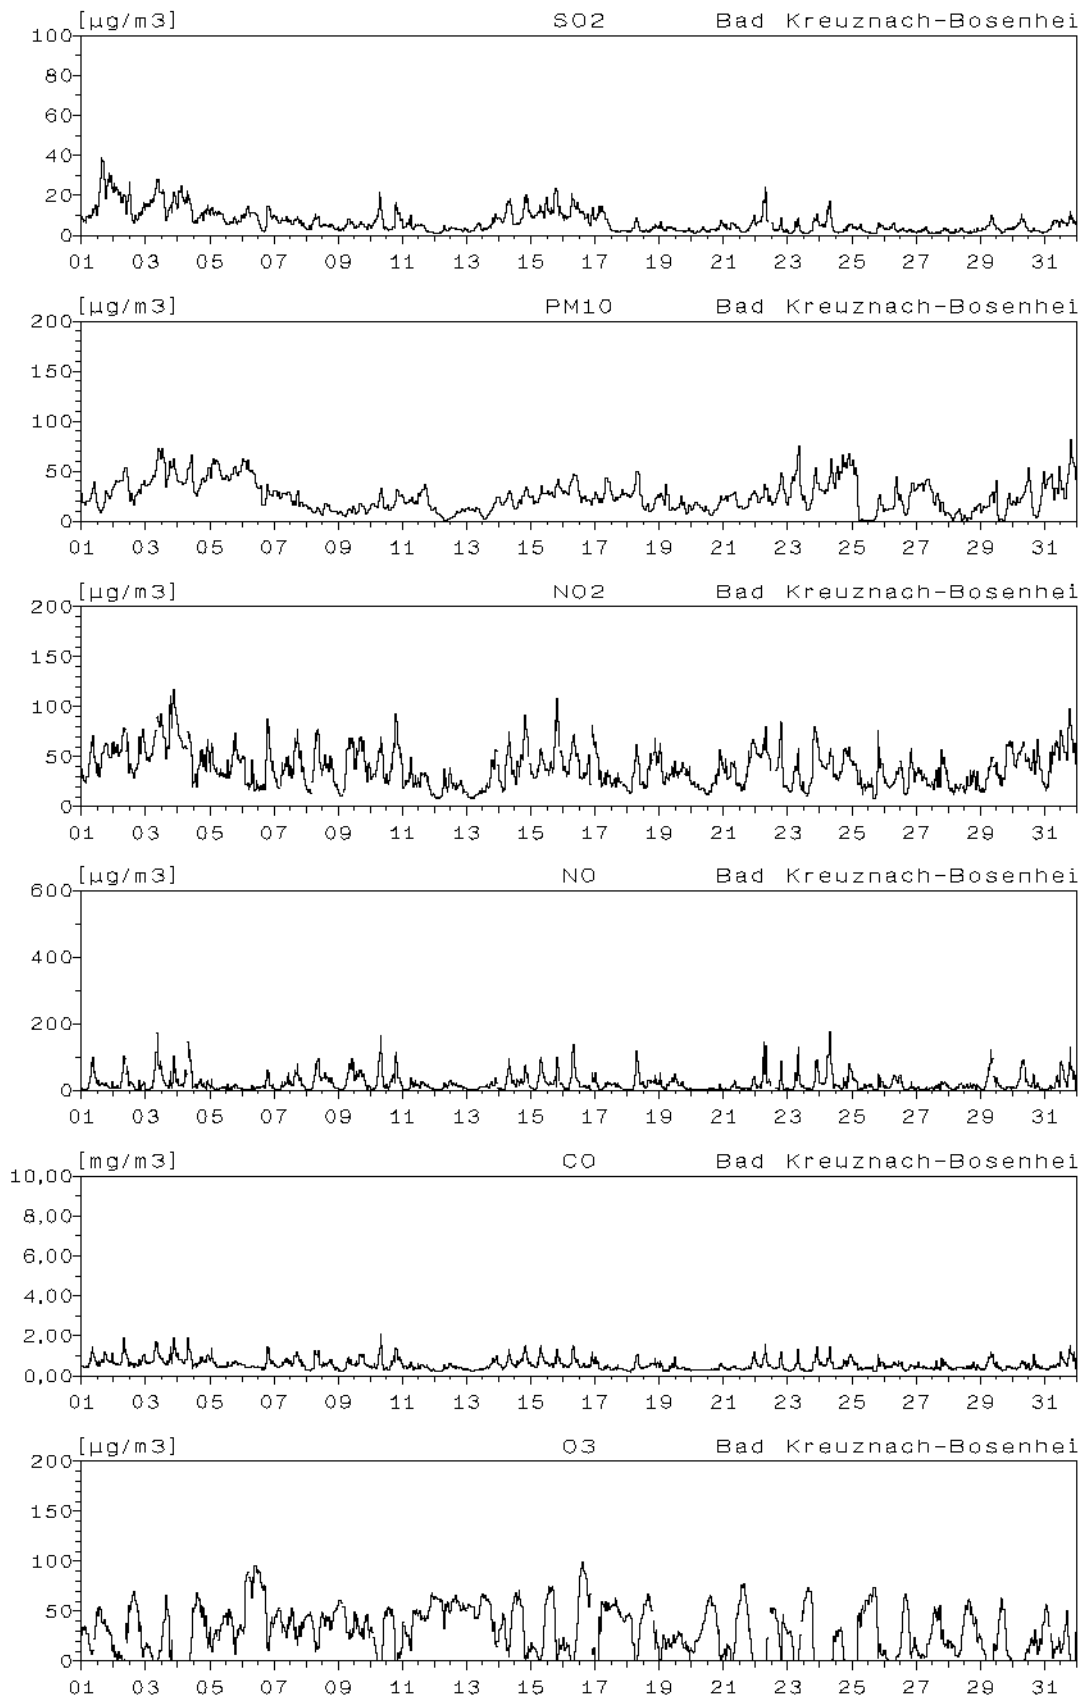 [µg/m3] SO2 Bad Kreuznach-Bosenhei
100
80
60
40
20
0
01 03 05 07 09 11 13 15 17 19 21 23 25 27 29 31
[µg/m3] PM10 Bad Kreuznach-Bosenhei
200
150
100
50
0
01 03 05 07 09 11 13 15 17 19 21 23 25 27 29 31
[µg/m3] NO2 Bad Kreuznach-Bosenhei
200
150
100
50
0
01 03 05 07 09 11 13 15 17 19 21 23 25 27 29 31
[µg/m3] NO Bad Kreuznach-Bosenhei
600
400
200
0
01 03 05 07 09 11 13 15 17 19 21 23 25 27 29 31
[mg/m3] CO Bad Kreuznach-Bosenhei
10,00
8,00
6,00
4,00
2,00
0,00
01 03 05 07 09 11 13 15 17 19 21 23 25 27 29 31
[µg/m3] O3 Bad Kreuznach-Bosenhei
200
150
100
50
0
01 03 05 07 09 11 13 15 17 19 21 23 25 27 29 31